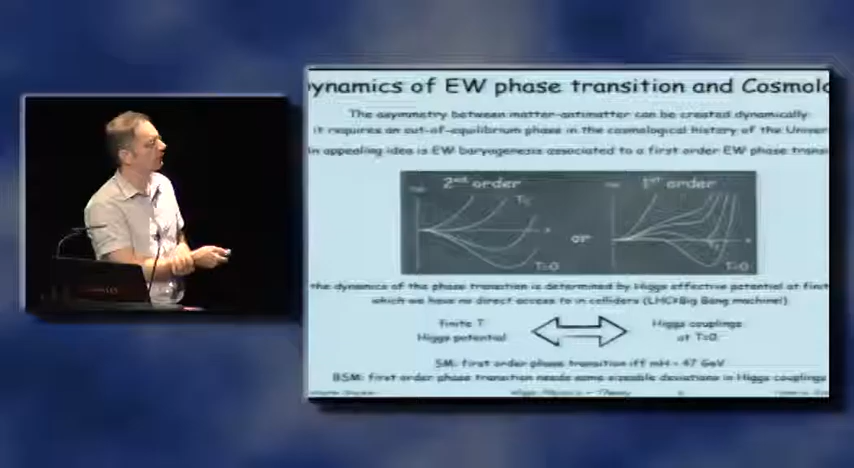 ynamics of EW phase transition and Cosmolo
The asymmetry between matter-antimatter can be created dynamically
it requires an out-of-equilibrium phase in the cosmological history of the Univer
n appealing idea is EW baryogenesis associated to a first order EW phase transi
2nd order
1st order
or
T=0
T=0
the dynamics of the phase transition is determined by Higgs effective potential at finit
which we have no direct access to in colliders (LHC≠Big Bang machine!)
finite T
Higgs potential
Higgs couplings
at T=0
SM: first order phase transition iff mH < 47 GeV
BSM: first order phase transition needs some sizeable deviations in Higgs couplings
Higgs Physics - Theory